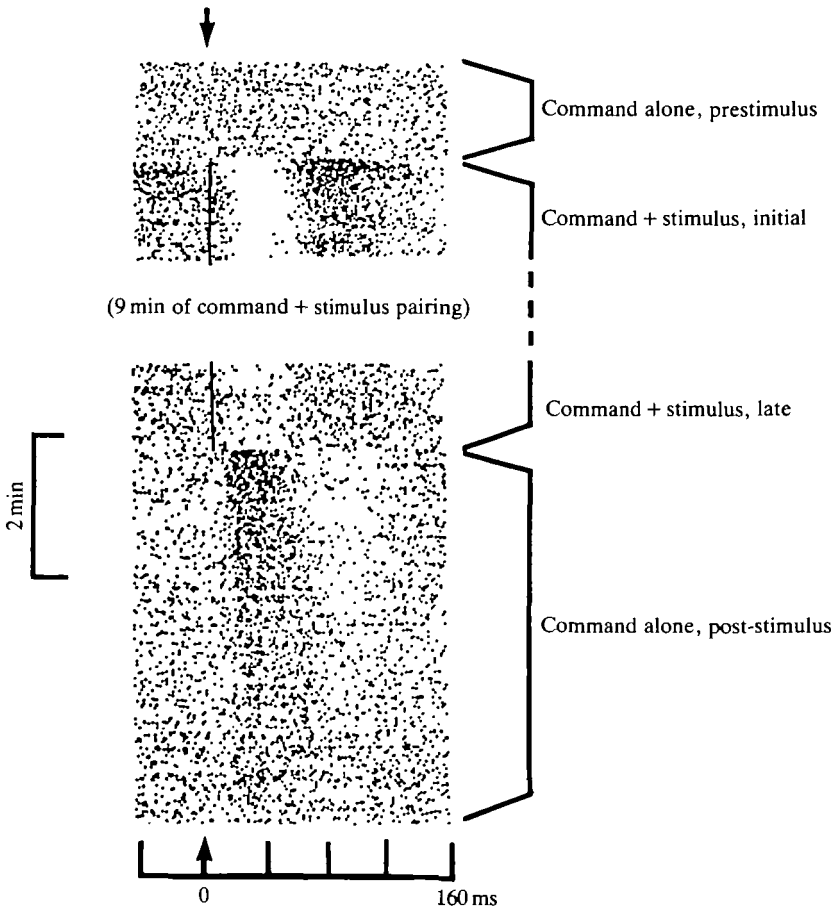 Command alone, prestimulus
Command + stimulus, initial
(9 min of command + stimulus pairing)
Command + stimulus, late
2 min
Command alone, post-stimulus
0
160 ms